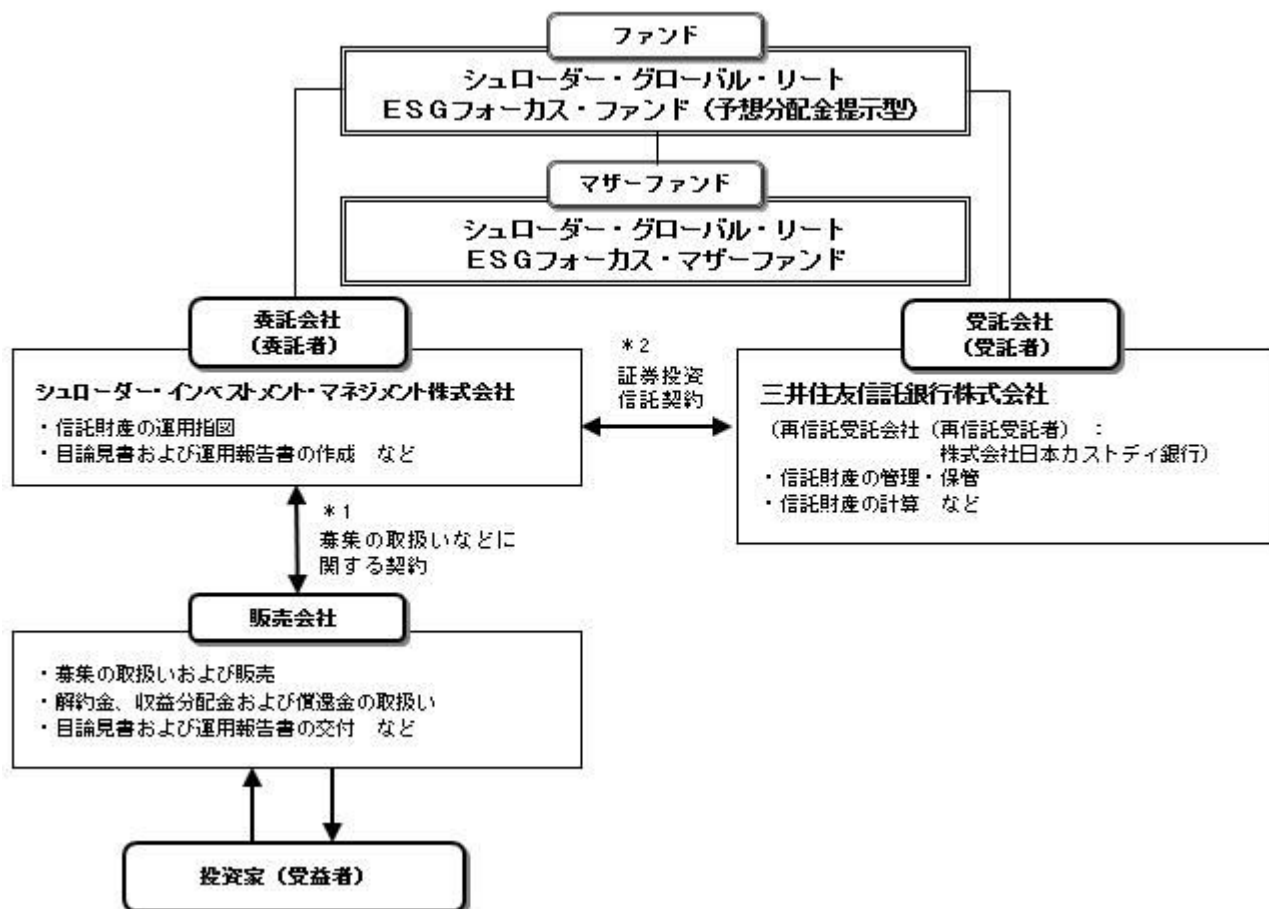 ファンド
シュローダー・グローバル・リート
ESGフォーカス・ファンド(予想分配金提示型)
マザーファンド
シュローダー・グローバル・リート
ESGフォーカス・マザーファンド
委託会社
(委託者)
シュローダー・インベストメント・マネジメント株式会社
・信託財産の運用指図
・目論見書および運用報告書の作成 など
*2
証券投資
信託契約
受託会社
(受託者)
三井住友信託銀行株式会社
(再信託受託会社(再信託受託者) :
株式会社日本カストディ銀行)
・信託財産の管理・保管
・信託財産の計算 など
*1
募集の取扱いなどに
関する契約
販売会社
・募集の取扱いおよび販売
・解約金、収益分配金および償還金の取扱い
・目論見書および運用報告書の交付 など
投資家(受益者)